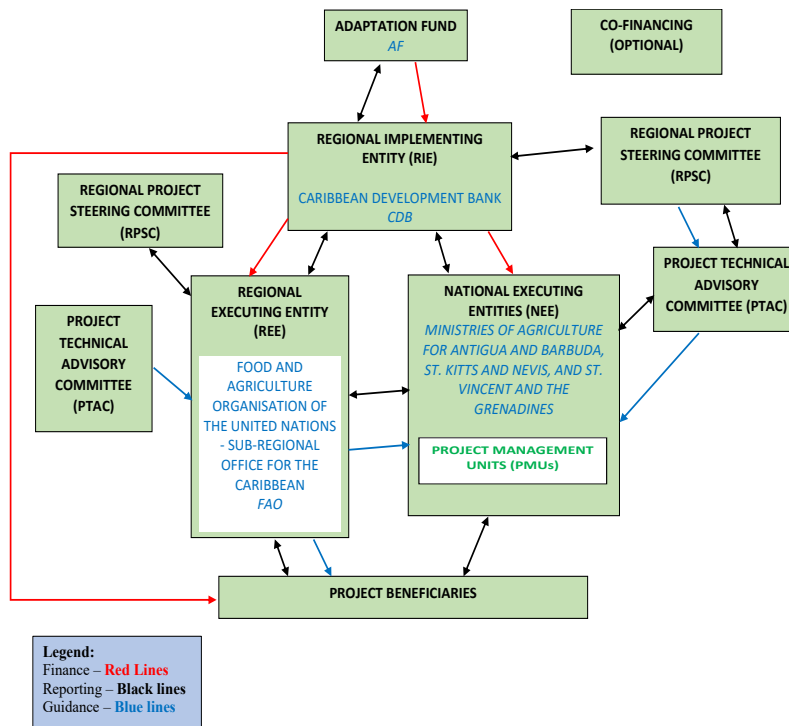 ADAPTATION FUND
AF
CO-FINANCING
(OPTIONAL)
REGIONAL IMPLEMENTING
ENTITY (RIE)
CARIBBEAN DEVELOPMENT BANK
CDB
REGIONAL PROJECT
STEERING COMMITTEE
(RPSC)
REGIONAL PROJECT
STEERING COMMITTEE
(RPSC)
PROJECT TECHNICAL
ADVISORY
COMMITTEE (PTAC)
REGIONAL
EXECUTING ENTITY
(REE)
FOOD AND
AGRICULTURE
ORGANISATION OF
THE UNITED NATIONS
- SUB-REGIONAL
OFFICE FOR THE
CARIBBEAN
FAO
NATIONAL EXECUTING
ENTITIES (NEE)
MINISTRIES OF AGRICULTURE
FOR ANTIGUA AND BARBUDA,
ST. KITTS AND NEVIS, AND ST.
VINCENT AND THE
GRENADINES
PROJECT MANAGEMENT
UNITS (PMUs)
PROJECT
TECHNICAL
ADVISORY
COMMITTEE
(PTAC)
PROJECT BENEFICIARIES
Legend:
Finance – Red Lines
Reporting – Black lines
Guidance – Blue lines